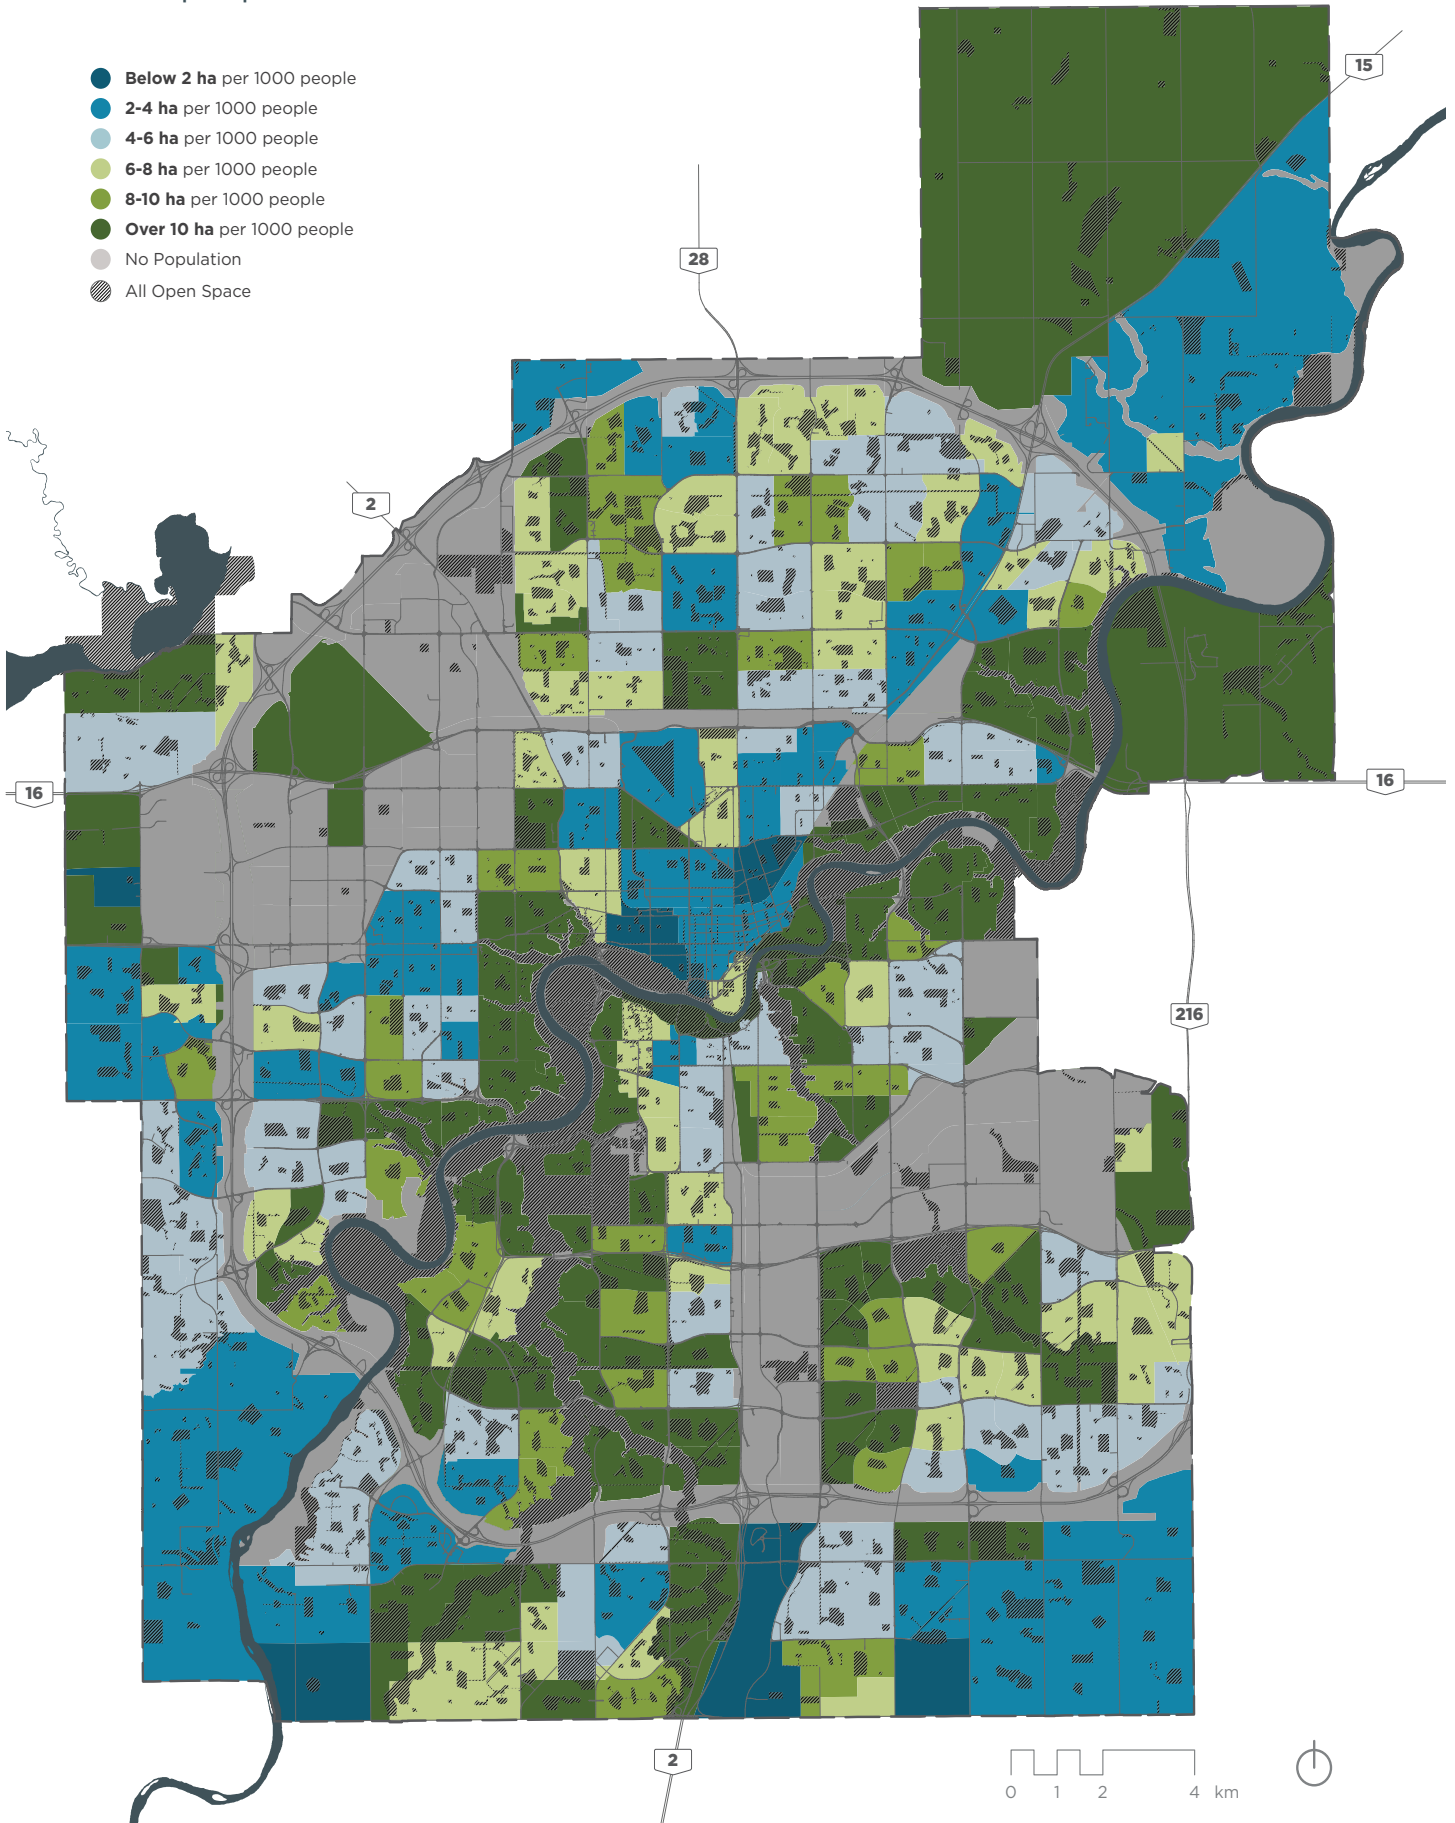 Below 2 ha per 1000 people
2-4 ha per 1000 people
4-6 ha per 1000 people
6-8 ha per 1000 people
8-10 ha per 1000 people
Over 10 ha per 1000 people
No Population
All Open Space
15
28
2
16
16
216
2
0 1 2 4 km